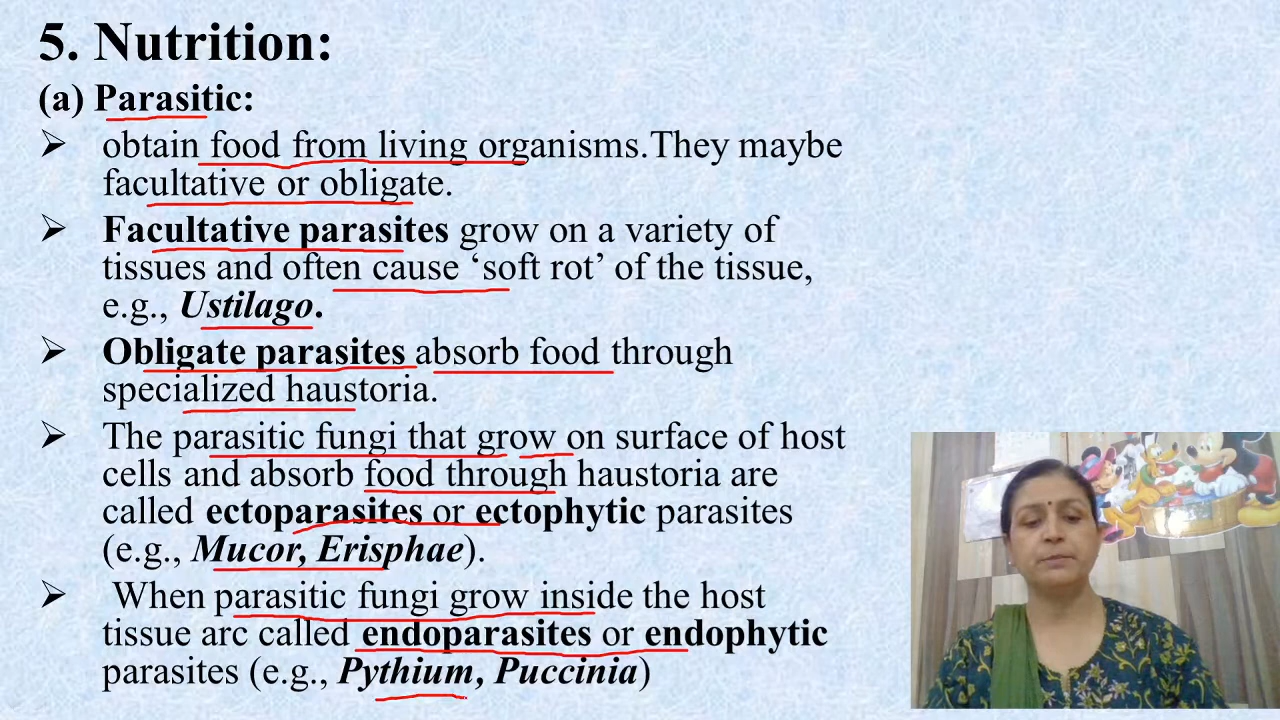 5. Nutrition:
(a) Parasitic:
➢ obtain food from living organisms.They maybe
facultative or obligate.
➢ Facultative parasites grow on a variety of
tissues and often cause ‘soft rot’ of the tissue,
e.g., Ustilago.
➢ Obligate parasites absorb food through
specialized haustoria.
➢ The parasitic fungi that grow on surface of host
cells and absorb food through haustoria are
called ectoparasites or ectophytic parasites
(e.g., Mucor, Erisphae).
➢ When parasitic fungi grow inside the host
tissue arc called endoparasites or endophytic
parasites (e.g., Pythium, Puccinia)